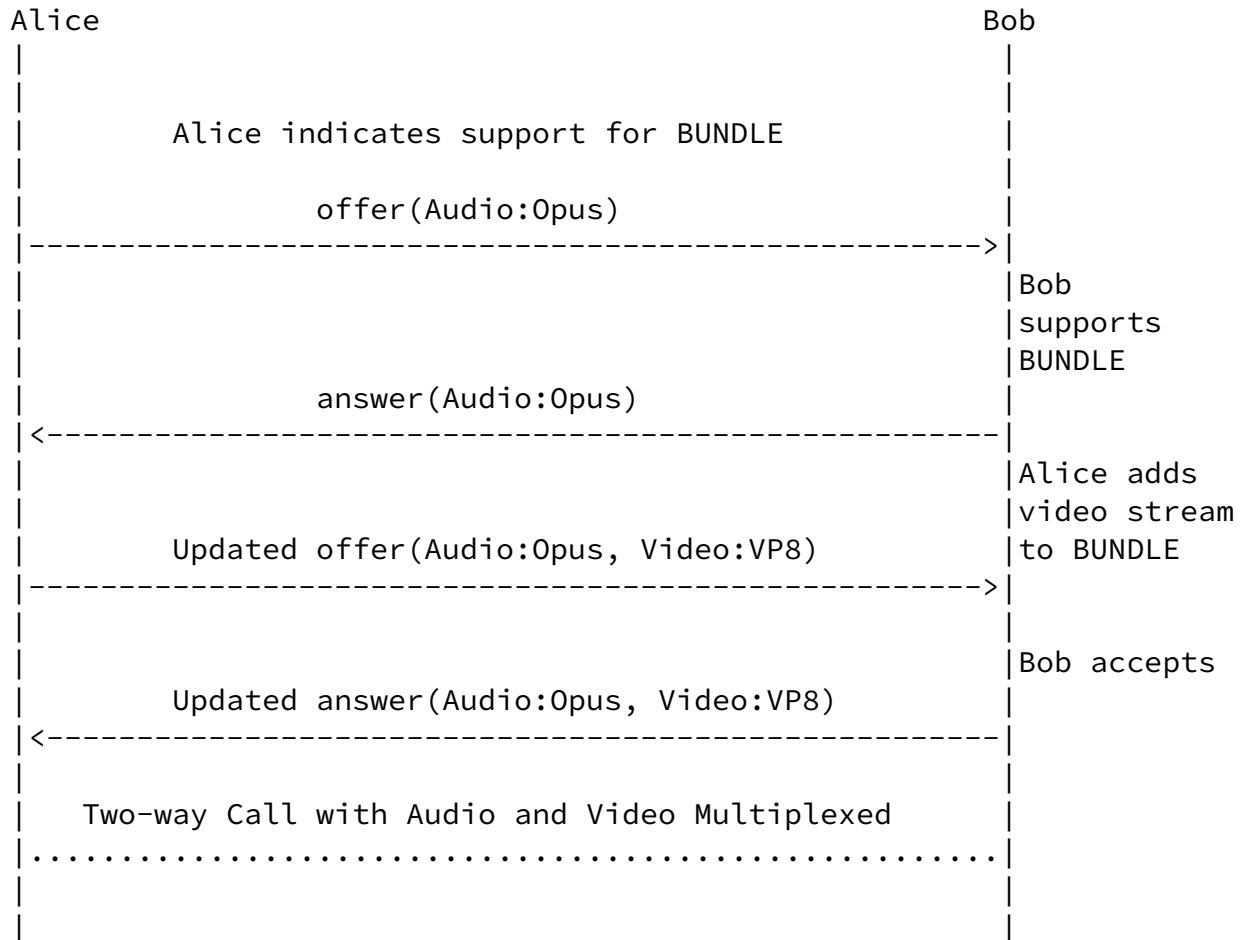 Alice Bob
Alice indicates support for BUNDLE
offer(Audio:Opus)
Bob
supports
BUNDLE
answer(Audio:Opus)
Alice adds
video stream
Updated offer(Audio:Opus, Video:VP8) to BUNDLE
Bob accepts
Updated answer(Audio:Opus, Video:VP8)
Two-way Call with Audio and Video Multiplexed